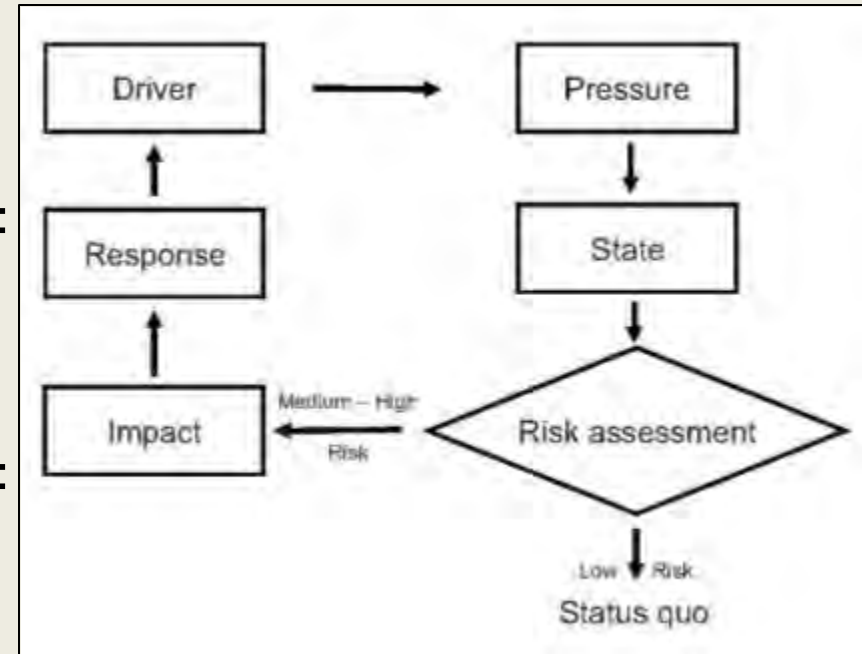 Driver
Pressure
Response
State
Impact
Medium – High
Risk
Risk assessment
Low Risk
Status quo
:
: